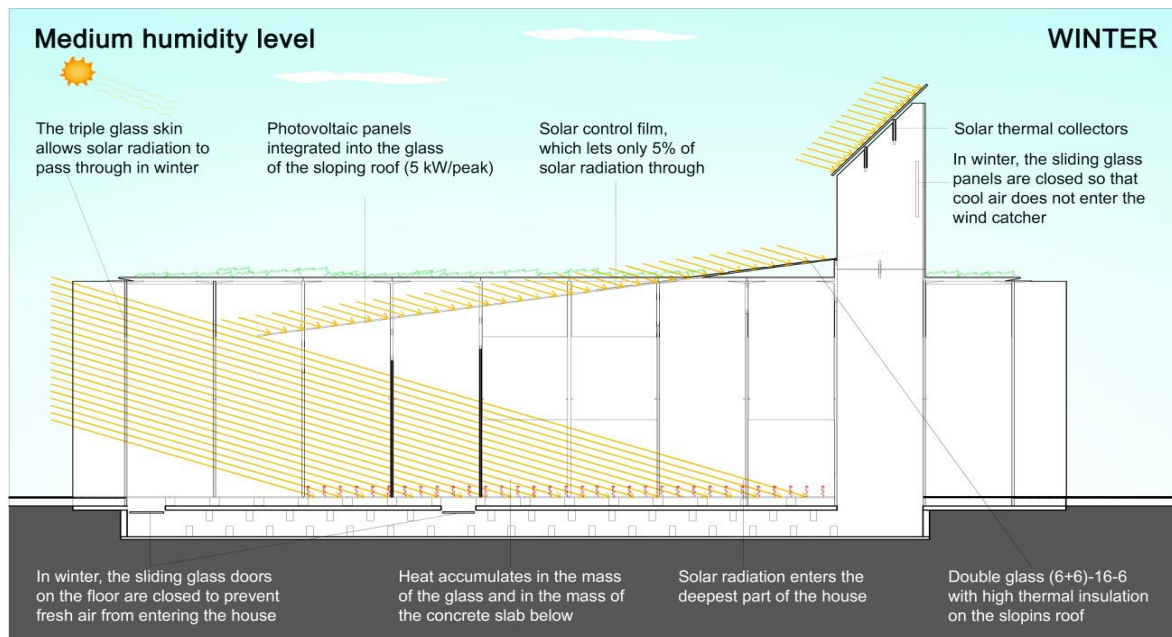 Medium humidity level
WINTER
The triple glass skin
allows solar radiation to
pass through in winter
Photovoltaic panels
integrated into the glass
of the sloping roof (5 kW/peak)
Solar control film,
which lets only 5% of
solar radiation through
Solar thermal collectors
In winter, the sliding glass
panels are closed so that
cool air does not enter the
wind catcher
In winter, the sliding glass doors
on the floor are closed to prevent
fresh air from entering the house
Heat accumulates in the mass
of the glass and in the mass of
the concrete slab below
Solar radiation enters the
deepest part of the house
Double glass (6+6)-16-6
with high thermal insulation
on the slopins roof